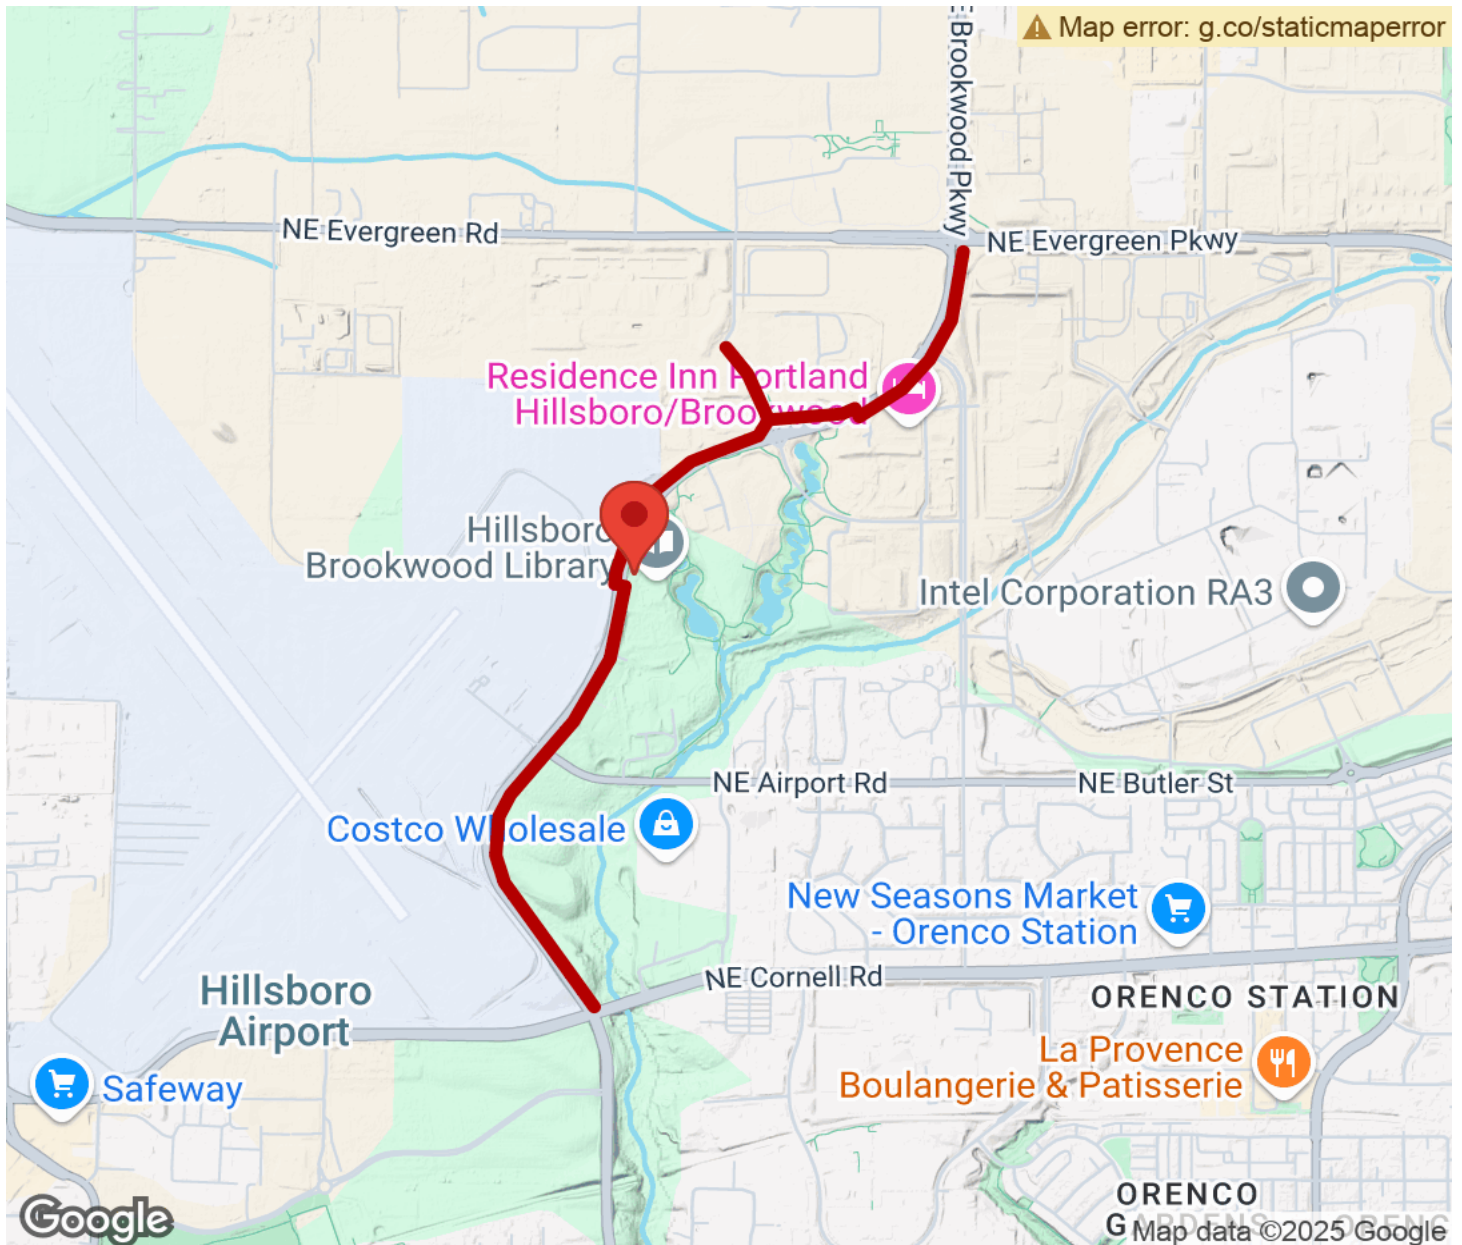 Map error: g.co/staticmaperror
E Brookwood Pkwy
NE Evergreen Rd
NE Evergreen Pkwy
Residence Inn Portland
Hillsboro/Brookwood
Hillsboro
Brookwood Library
Intel Corporation RA3
NE Airport Rd
NE Butler St
Costco Wholesale
New Seasons Market
- Orenco Station
NE Cornell Rd
Hillsboro
Airport
ORENCO STATION
La Provence
Boulangerie & Patisserie
Safeway
ORENCO
GARDENS
Google
Map data ©2025 Google